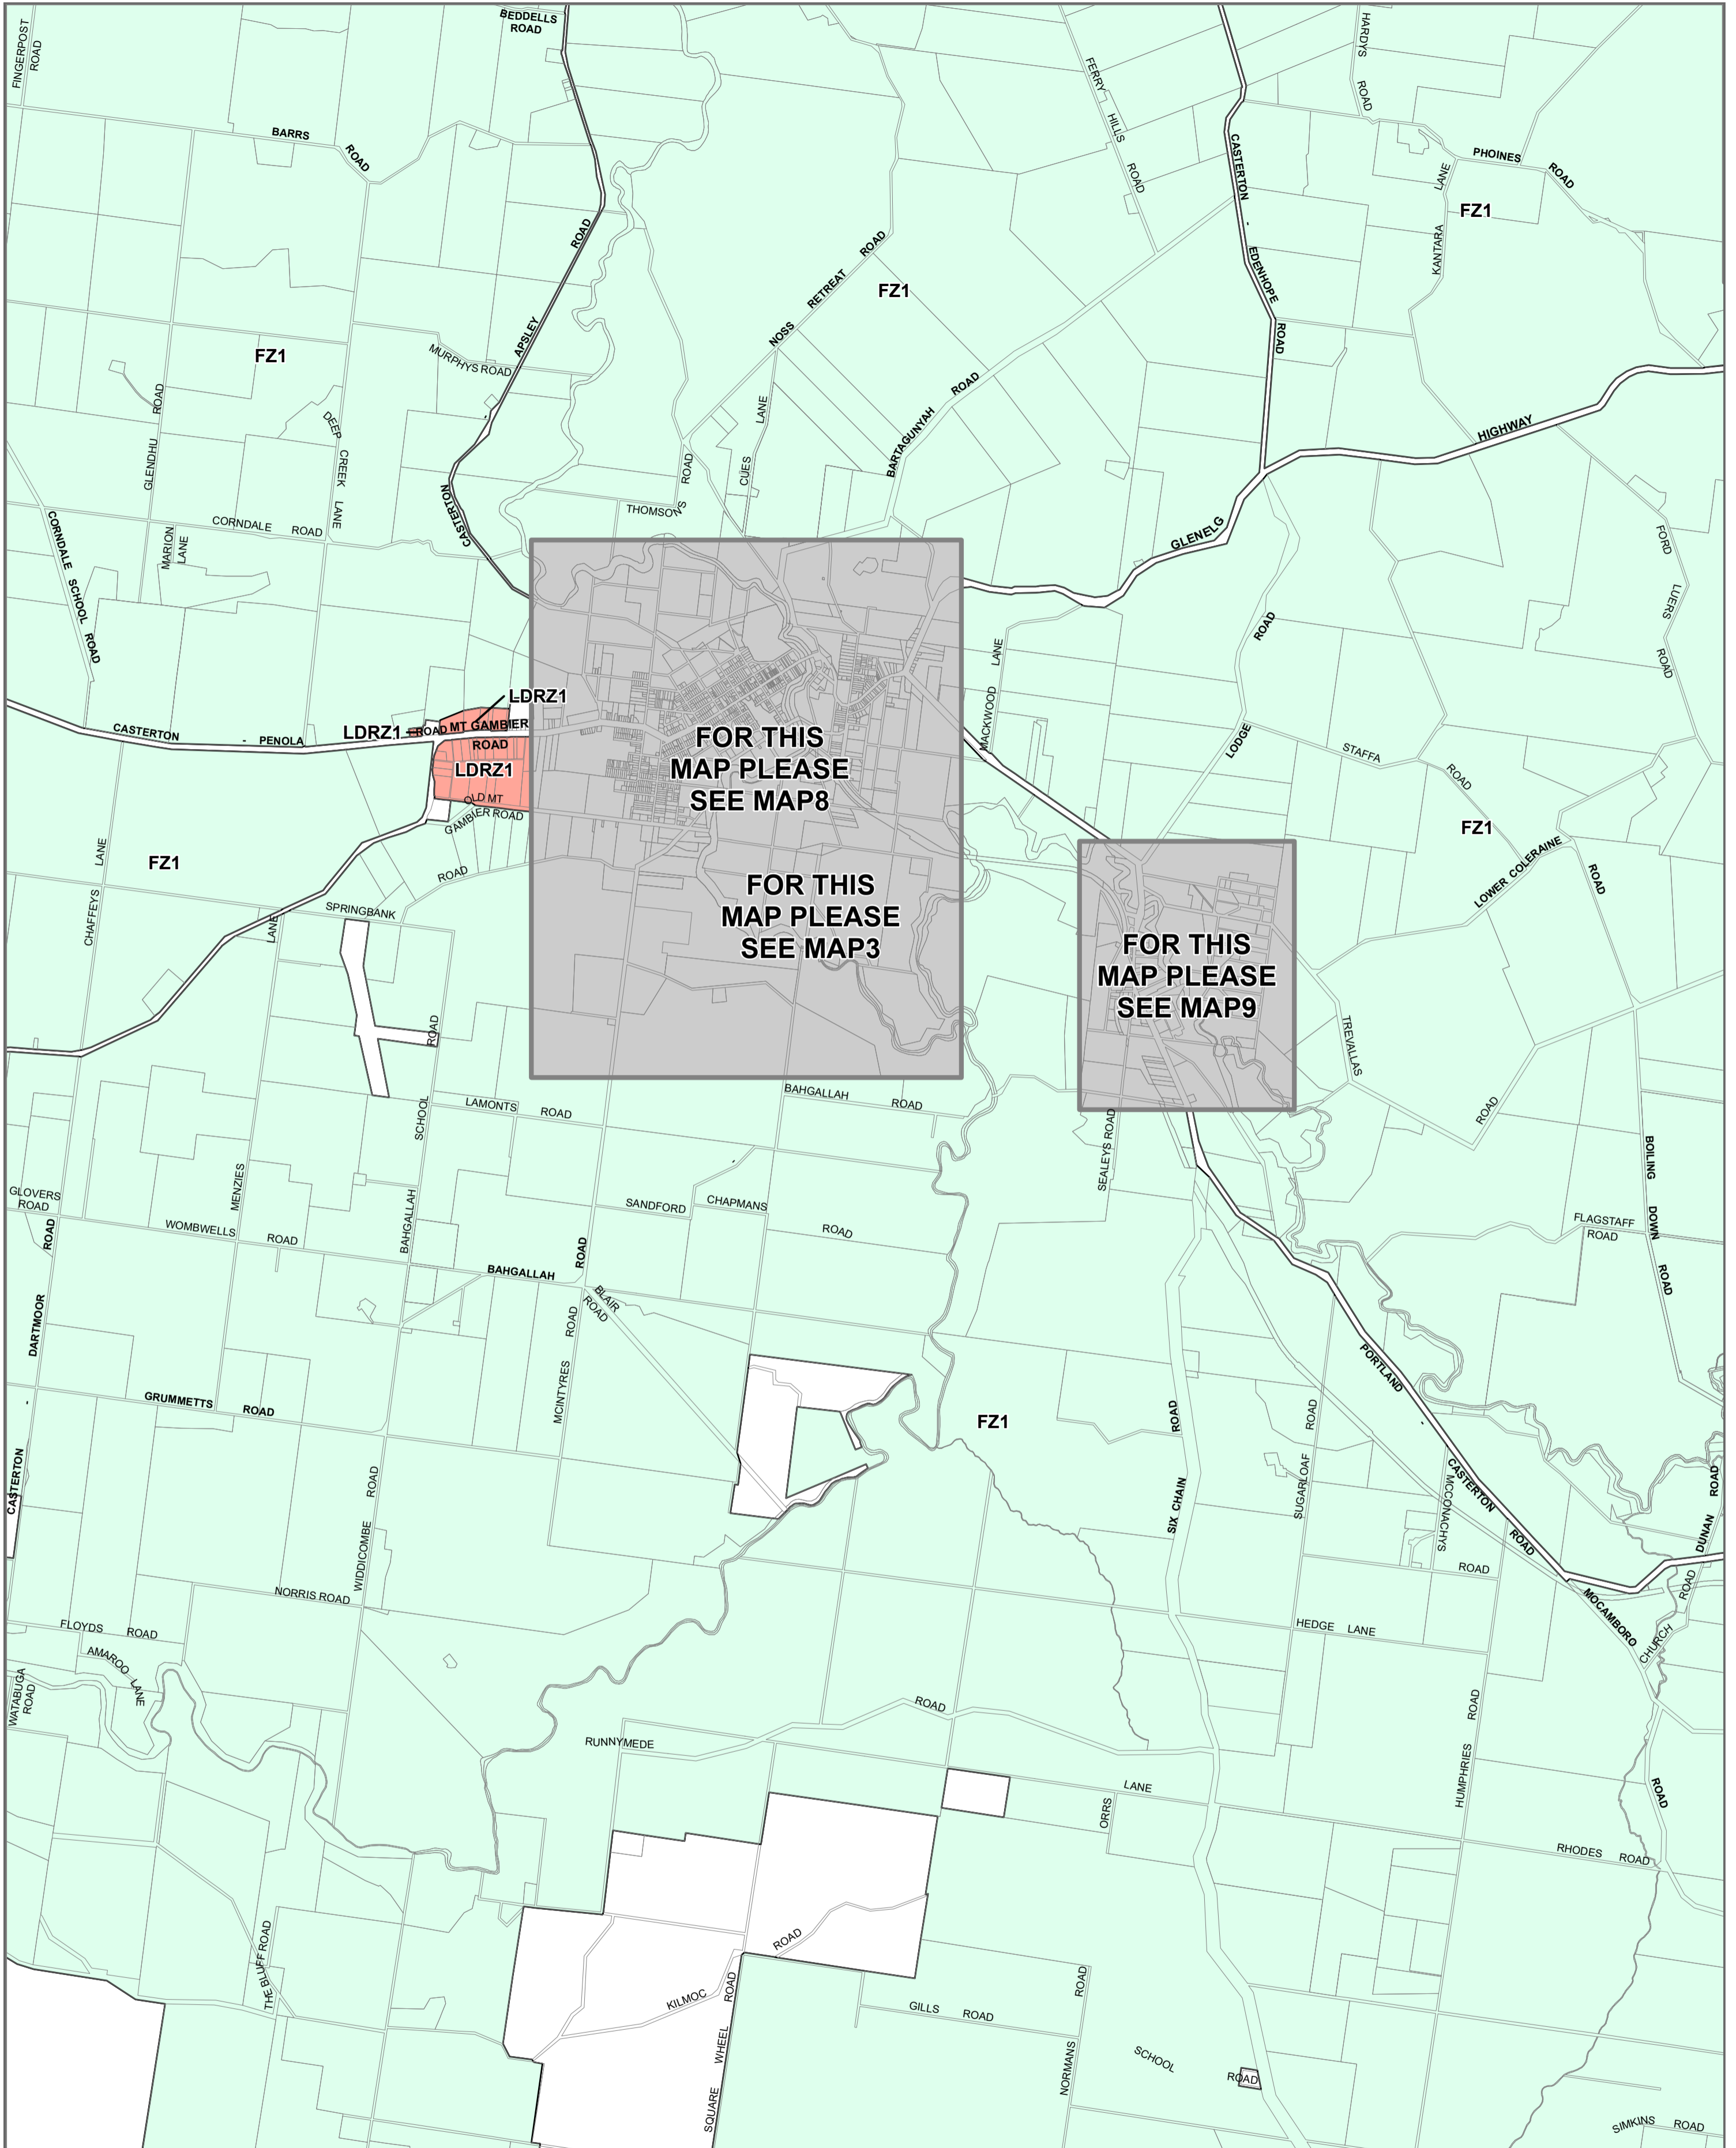 FINGERPOST
ROAD
BEDDELLS
ROAD
BARRS
ROAD
FERRY
HILLS
ROAD
HARDYS
ROAD
PHOINES
ROAD
LANE
KANTARA
FZ1
CASTERTON
-
EDENHOPE
ROAD
APSLEY
ROAD
-
CASTERTON
NOSS
RETREAT
ROAD
FZ1
FZ1
MURPHYS ROAD
DEEP
CREEK
LANE
GLENDHU
ROAD
CUES
LANE
BARTAGUNYAH
ROAD
HIGHWAY
GLENELG
THOMSONS
ROAD
CORNDALE
ROAD
MARION
LANE
CORNDALE SCHOOL ROAD
FORD
LUERS
ROAD
MACKWOOD
LANE
LODGE
ROAD
STAFFA
ROAD
FZ1
LOWER COLERAINE
ROAD
LDRZ1
LDRZ1
ROAD
MT GAMBIER
ROAD
LDRZ1
CASTERTON
-
PENOLA
OLD MT
GAMBIER ROAD
FOR THIS
MAP PLEASE
SEE MAP8
FOR THIS
MAP PLEASE
SEE MAP3
FOR THIS
MAP PLEASE
SEE MAP9
FZ1
CHAFFEYS
LANE
SPRINGBANK
ROAD
LANE
MENZIES
ROAD
SCHOOL
BAHGALLAH
LAMONTS
ROAD
BAHGALLAH
ROAD
TREVALLAS
ROAD
SEALEYS ROAD
BOILING
DOWN
ROAD
FLAGSTAFF
ROAD
GLOVERS
ROAD
WOMBWELLS
ROAD
SANDFORD
-
CHAPMANS
ROAD
BAHGALLAH
ROAD
BLAIR
ROAD
MCINTYRES
ROAD
DARTMOOR
ROAD
-
CASTERTON
GRUMMETTS
ROAD
WIDDICOMBE
ROAD
FZ1
SIX CHAIN
ROAD
SUGARLOAF
ROAD
PORTLAND
-
CASTERTON
ROAD
MCCONACHYS
ROAD
DUNAN
ROAD
MOCAMBORO
ROAD
CHURCH
ROAD
NORRIS ROAD
FLOYDS
ROAD
AMAROO
LANE
WATABUGA
ROAD
HEDGE
LANE
RUNNYMEDE
ROAD
LANE
ORRS
HUMPHRIES
ROAD
RHODES
ROAD
THE BLUFF ROAD
KILMOC
ROAD
SQUARE
WHEEL
ROAD
GILLS
ROAD
NORMANS
ROAD
SCHOOL
ROAD
SIMKINS
ROAD